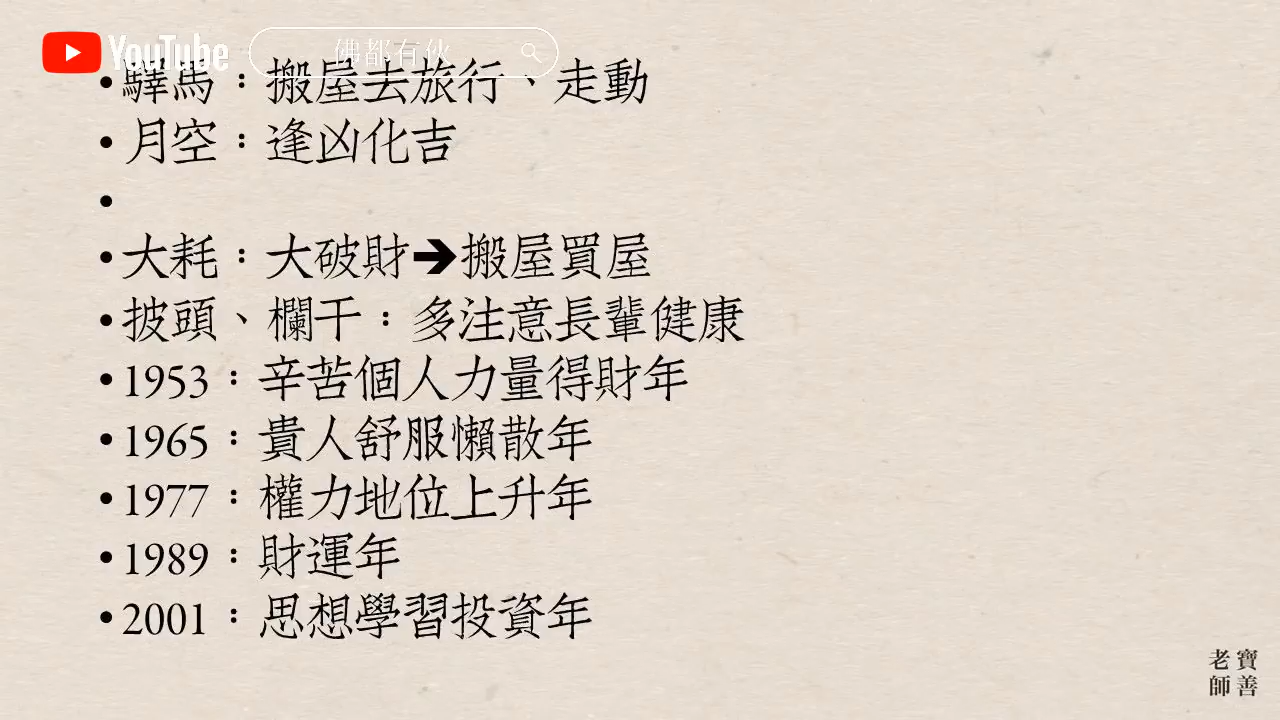 YouTube 佛都有伙
•驛馬：搬屋去旅行、走動
•月空：逢凶化吉
•
•大耗：大破財➔搬屋買屋
•披頭、欄干：多注意長輩健康
•1953：辛苦個人力量得財年
•1965：貴人舒服懶散年
•1977：權力地位上升年
•1989：財運年
•2001：思想學習投資年
寶善老師